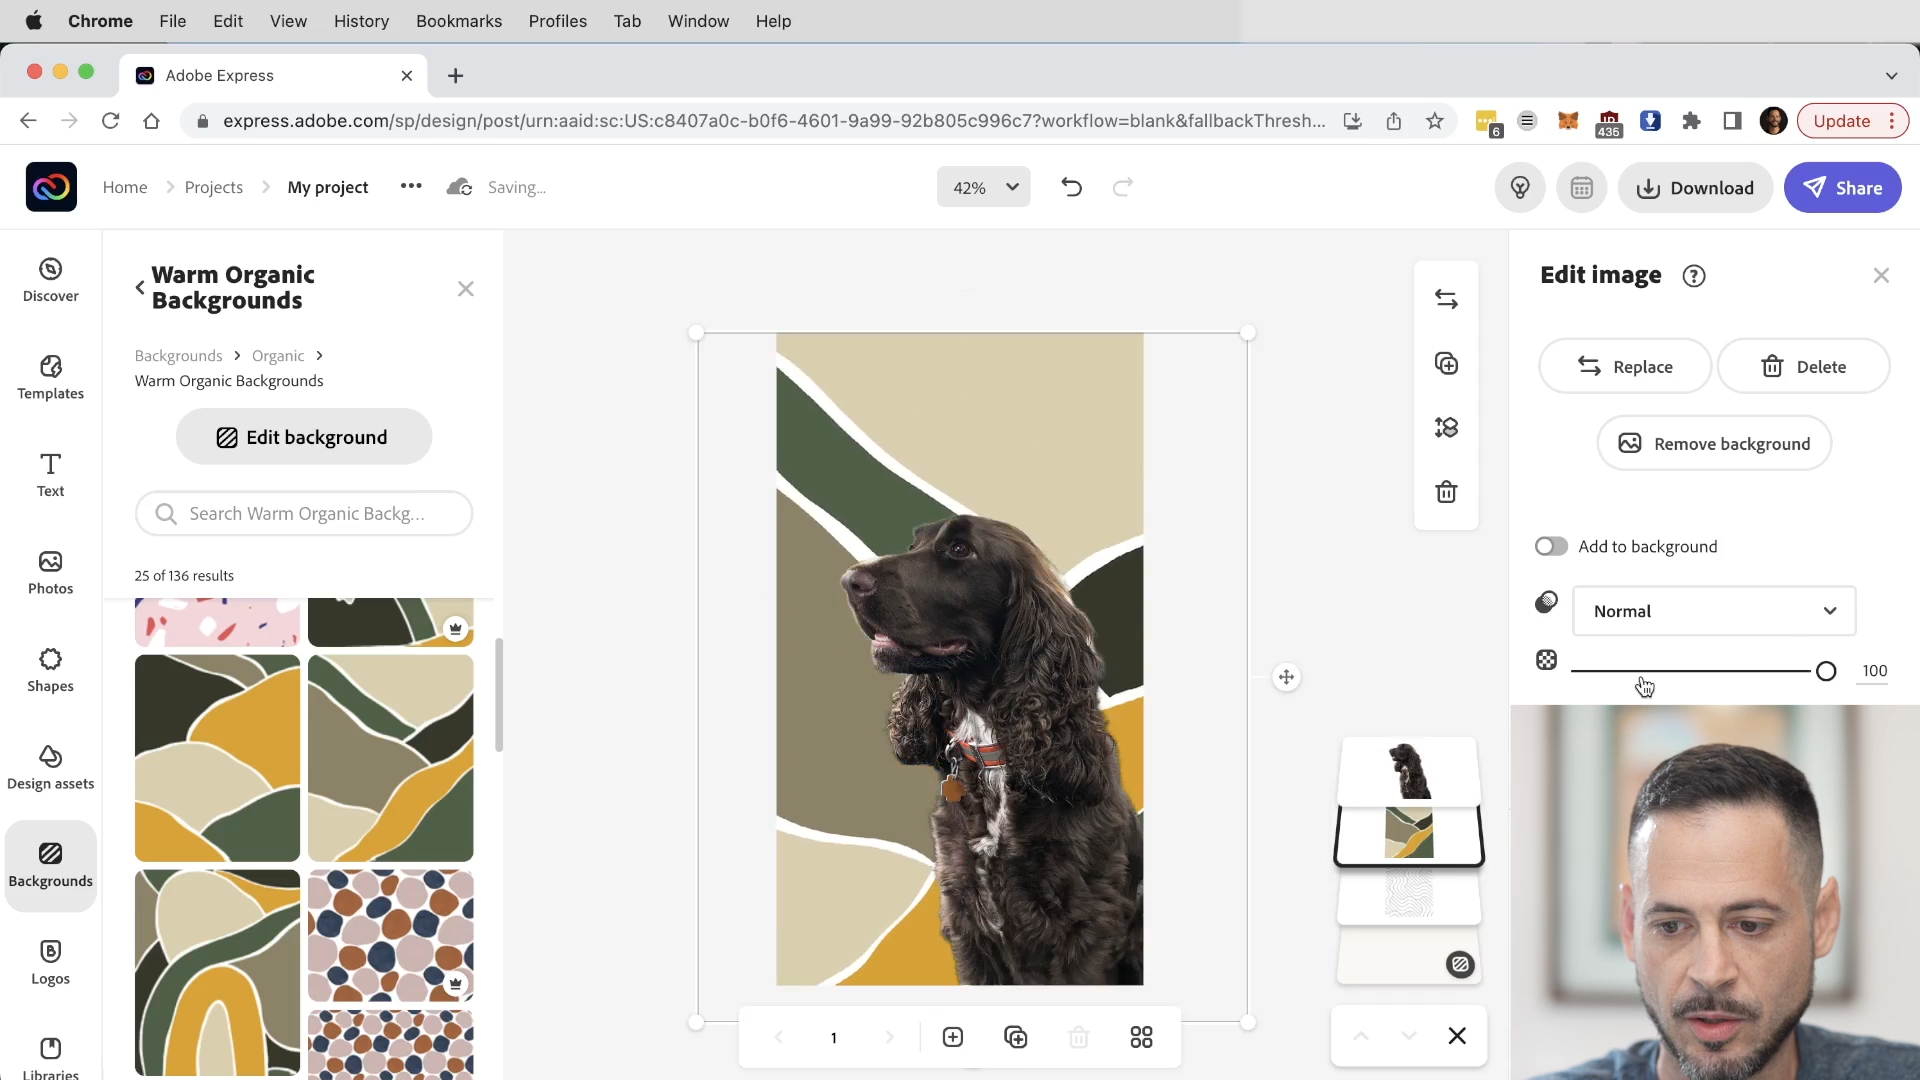 Chrome File Edit View History Bookmarks Profiles Tab Window Help
Adobe Express
express.adobe.com/sp/design/post/urn:aaid:sc:US:c8407a0c-b0f6-4601-9a99-92b805c996c7?workflow=blank&fallbackThresh...
6
435
Update
Home Projects My project ••• Saving...
42%
Download
Share
Discover
Templates
Text
Photos
Shapes
Design assets
Backgrounds
Logos
Libraries
Warm Organic
Backgrounds
Backgrounds > Organic >
Warm Organic Backgrounds
Edit background
Search Warm Organic Backg...
25 of 136 results
1
Edit image
Replace
Delete
Remove background
Add to background
Normal
100